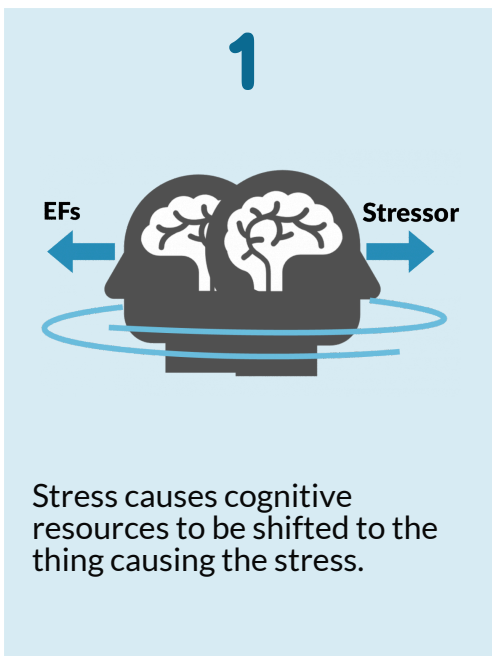 1
EFs
Stressor
Stress causes cognitive
resources to be shifted to the
thing causing the stress.